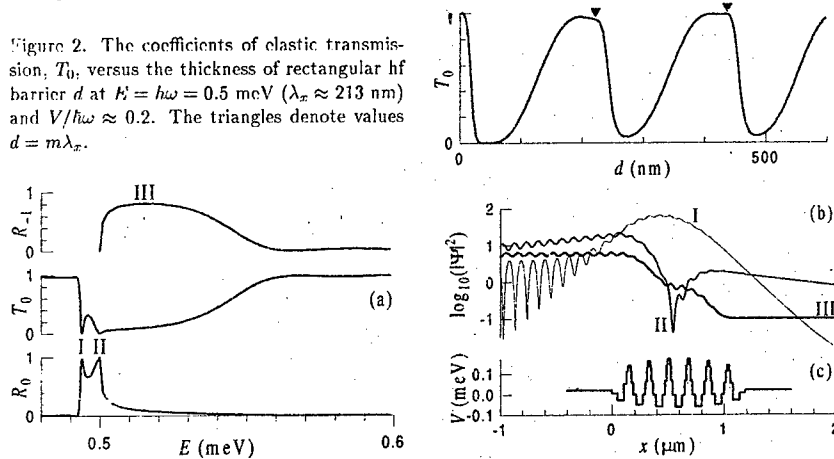 Figure 2. The coefficients of elastic transmis-
sion, T₀, versus the thickness of rectangular hf
barrier d at E = ħω = 0.5 meV (λₓ ≈ 213 nm)
and V/ħω ≈ 0.2. The triangles denote values
d = mλₓ.
1
T₀
0
0
500
d (nm)
III
1
R₋₁
0
1
T₀
0
(a)
I II
1
R₀
0
0.5
0.6
E (meV)
(b)
I
2
1
0
-1
log₁₀(|Ψ|²)
II
III
(c)
0.1
0.0
-0.1
V (meV)
-1
0
1
2
x (μm)